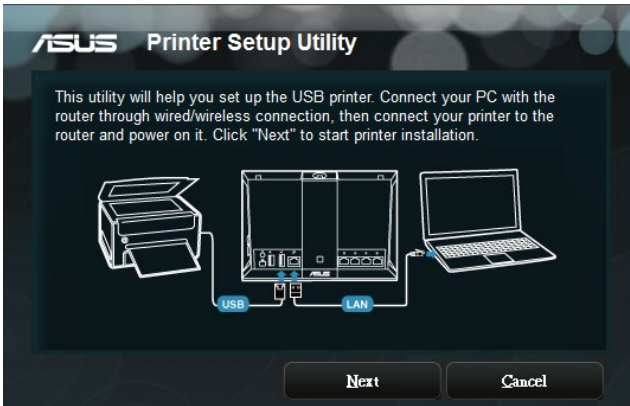 ASUS Printer Setup Utility
This utility will help you set up the USB printer. Connect your PC with the
router through wired/wireless connection, then connect your printer to the
router and power on it. Click "Next" to start printer installation.
ASUS
USB
LAN
Next Cancel